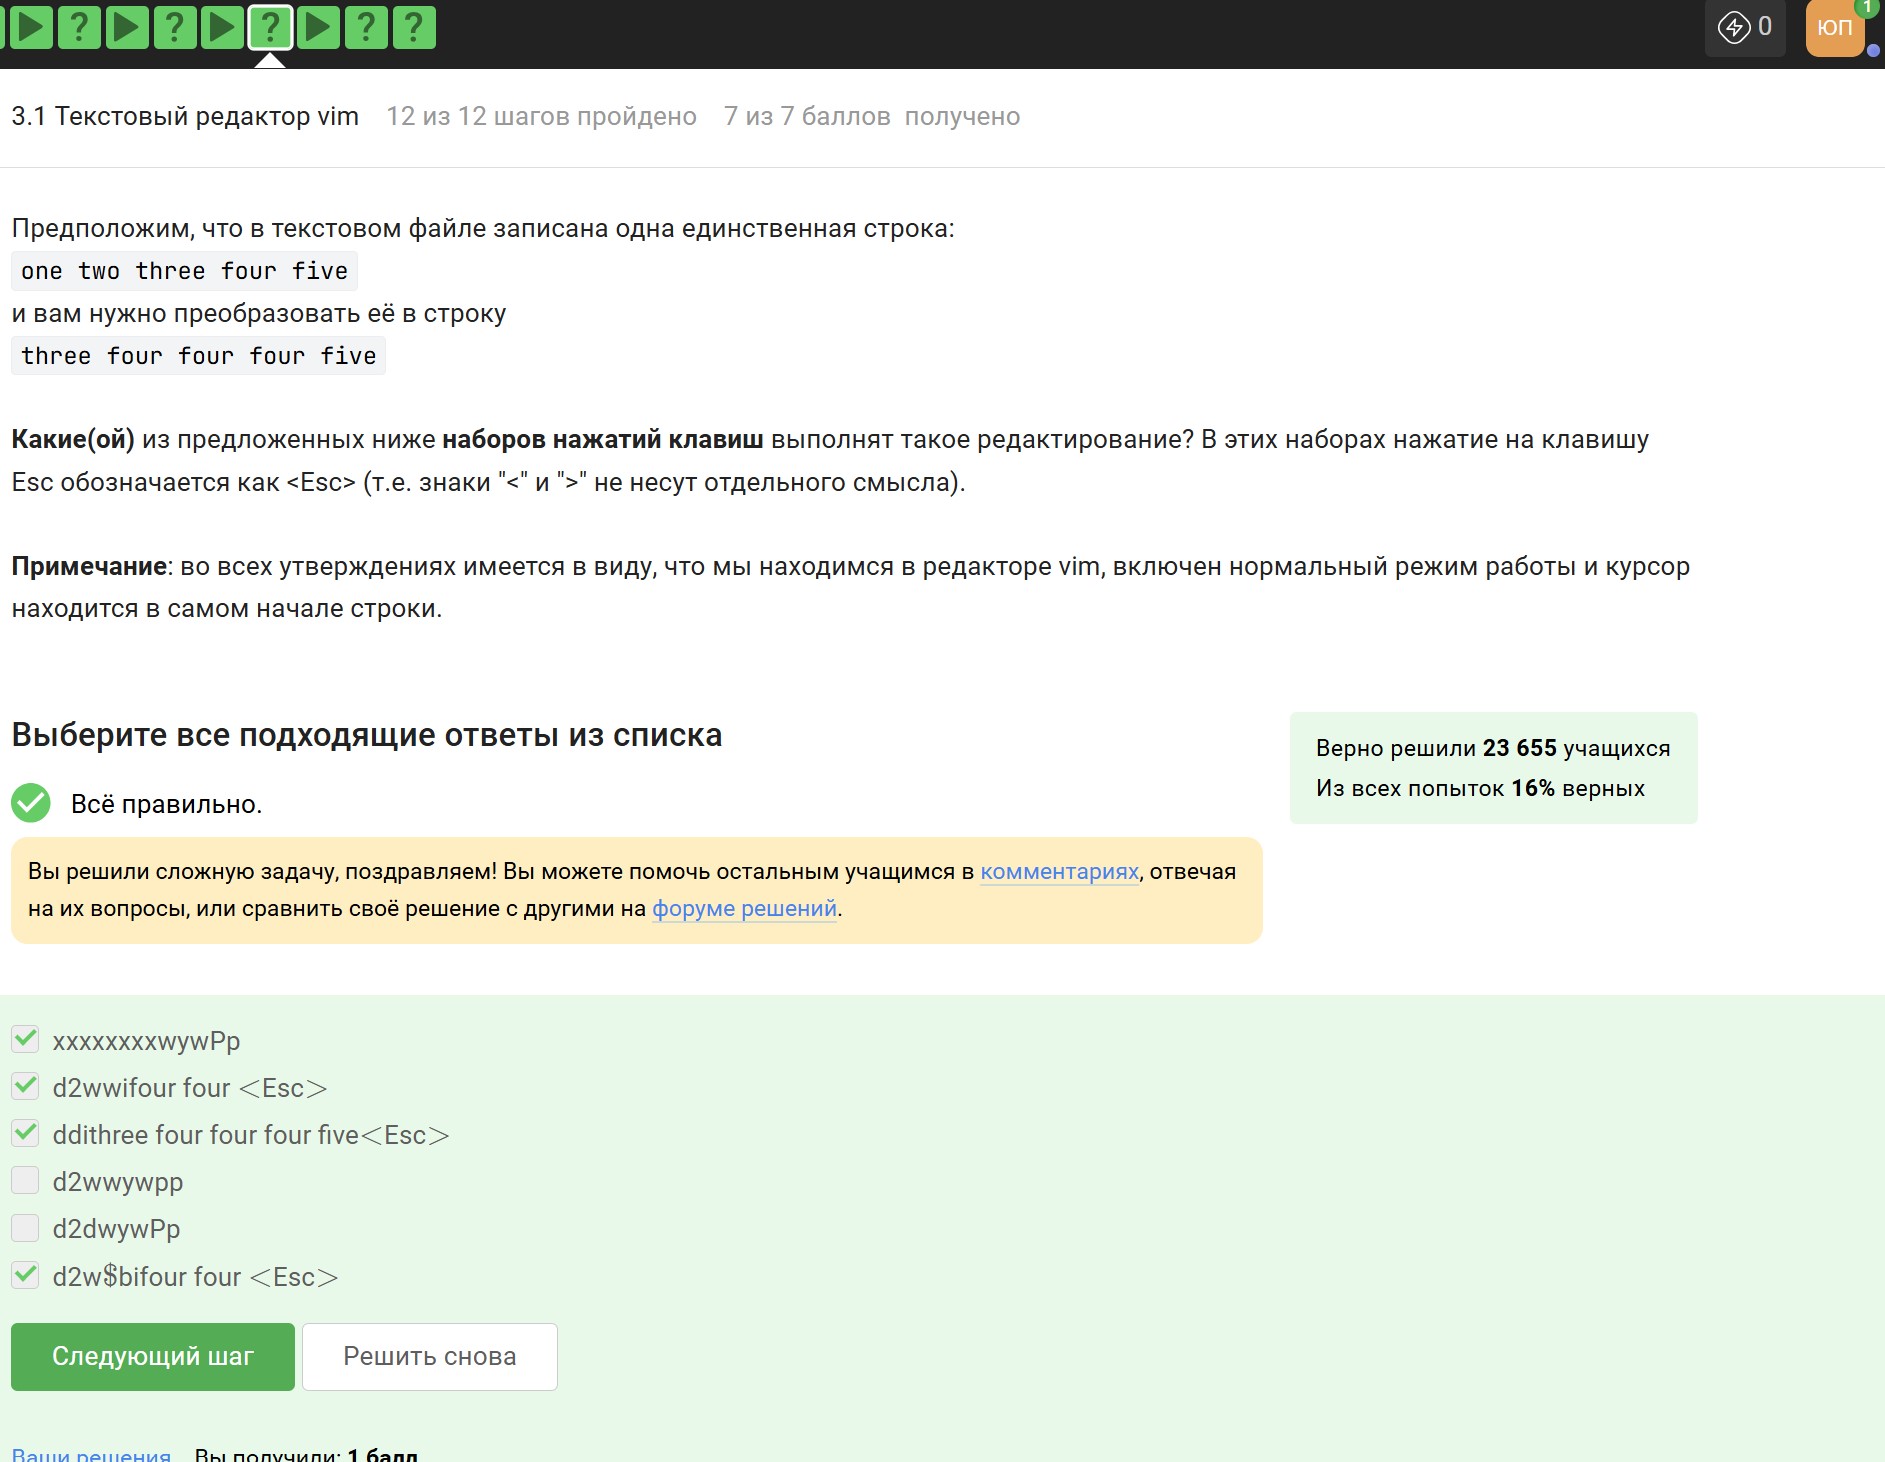 ? ? ? ? ?
0
ЮП
1
3.1 Текстовый редактор vim 12 из 12 шагов пройдено 7 из 7 баллов получено
Предположим, что в текстовом файле записана одна единственная строка:
one two three four five
и вам нужно преобразовать её в строку
three four four four five
Какие(ой) из предложенных ниже наборов нажатий клавиш выполнят такое редактирование? В этих наборах нажатие на клавишу
Esc обозначается как <Esc> (т.е. знаки "<" и ">" не несут отдельного смысла).
Примечание: во всех утверждениях имеется в виду, что мы находимся в редакторе vim, включен нормальный режим работы и курсор
находится в самом начале строки.
Выберите все подходящие ответы из списка
Верно решили 23 655 учащихся
Из всех попыток 16% верных
Всё правильно.
Вы решили сложную задачу, поздравляем! Вы можете помочь остальным учащимся в комментариях, отвечая
на их вопросы, или сравнить своё решение с другими на форуме решений.
xxxxxxxxwywPp
d2wwifour four <Esc>
ddithree four four four five<Esc>
d2wwywpp
d2dwywPp
d2w$bifour four <Esc>
Следующий шаг
Решить снова
Ваши решения Вы получили: 1 балл